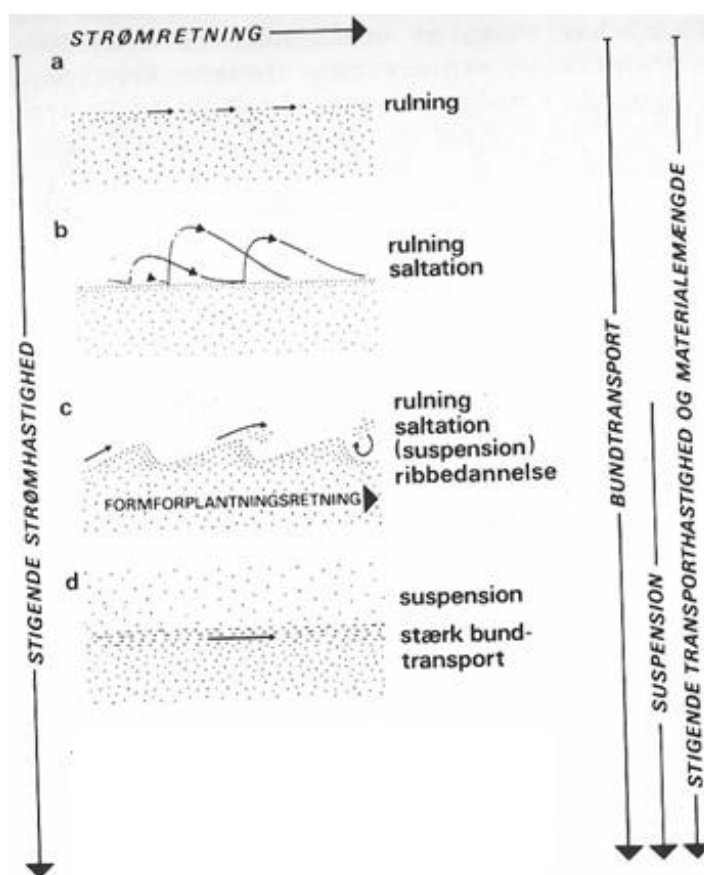 STRØMRETNING
a
rulning
b
rulning
saltation
c
rulning
saltation
(suspension)
ribbedannelse
FORMFORPLANTNINGSRETNING
d
suspension
stærk bund-
transport
STIGENDE STRØMHASTIGHED
BUNDTRANSPORT
SUSPENSION
STIGENDE TRANSPORTHASTIGHED OG MATERIALEMÆNGDE